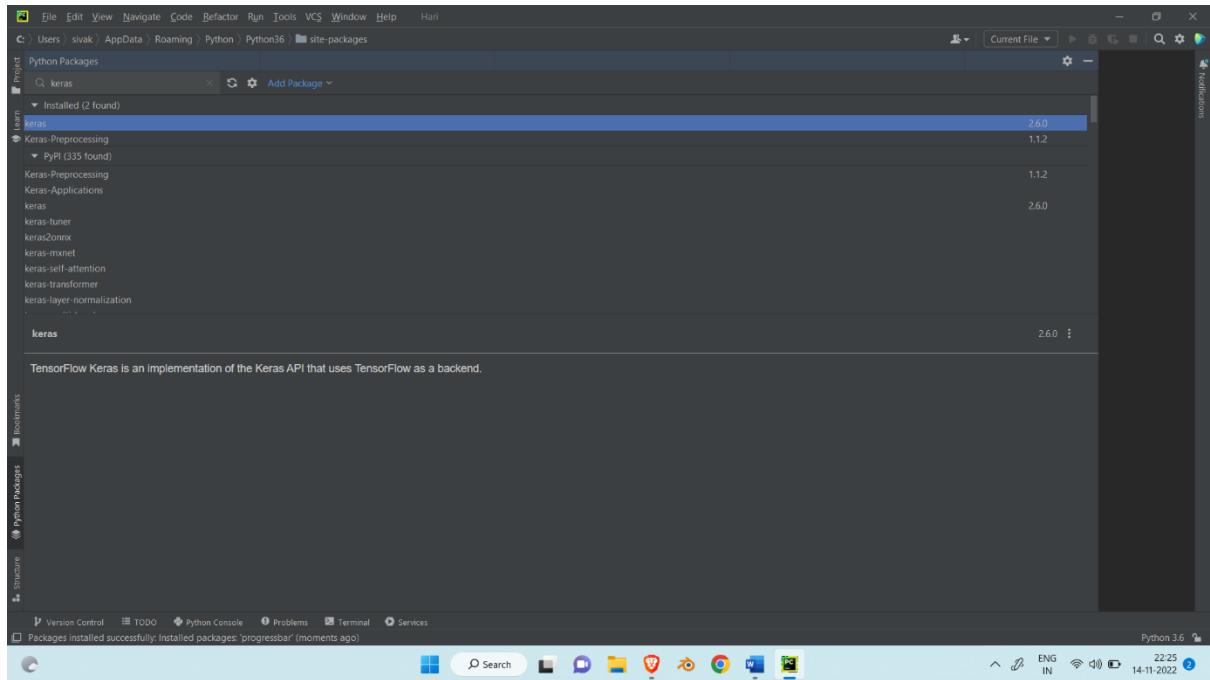 File Edit View Navigate Code Refactor Run Tools VCS Window Help Hari
C: Users sivak AppData Roaming Python Python36 site-packages
Current File
Project
Python Packages
keras
Add Package
Notifications
Installed (2 found)
Learn
keras 2.6.0
Keras-Preprocessing 1.1.2
PyPI (335 found)
Keras-Preprocessing 1.1.2
Keras-Applications
keras 2.6.0
keras-tuner
keras2onnx
keras-mxnet
keras-self-attention
keras-transformer
keras-layer-normalization
keras 2.6.0
TensorFlow Keras is an implementation of the Keras API that uses TensorFlow as a backend.
Bookmarks
Python Packages
Structure
Version Control TODO Python Console Problems Terminal Services
Packages installed successfully: Installed packages: 'progressbar' (moments ago) Python 3.6
PC
Search
W
ENG
IN
22:25
14-11-2022
2